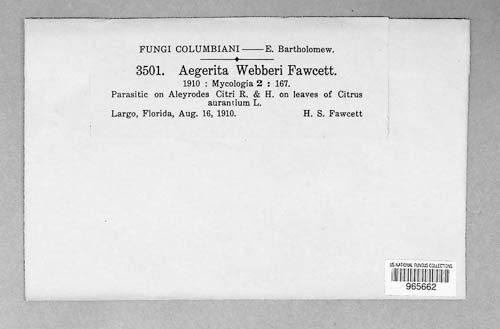 FUNGI COLUMBIANI — E. Bartholomew.
3501. Aegerita Webberi Fawcett.
1910 : Mycologia 2 : 167.
Parasitic on Aleyrodes Citri R. & H. on leaves of Citrus
aurantium L.
Largo, Florida, Aug. 16, 1910. H. S. Fawcett
US NATIONAL FUNGUS COLLECTIONS
965662